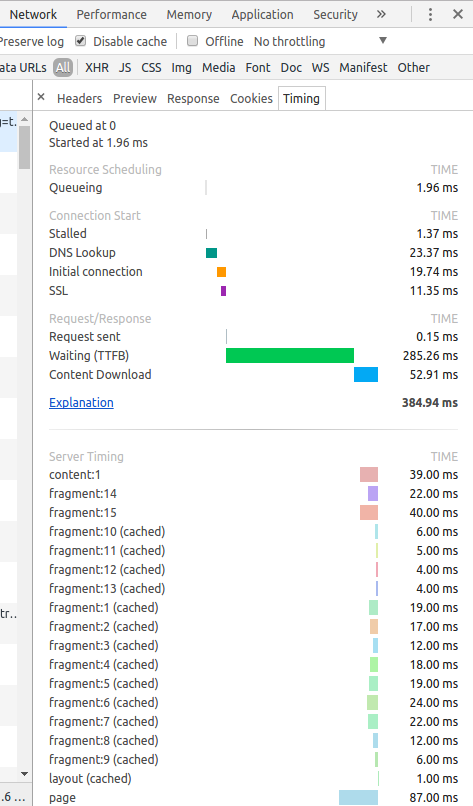 Network Performance Memory Application Security »
Preserve log Disable cache Offline No throttling
ata URLs All XHR JS CSS Img Media Font Doc WS Manifest Other
× Headers Preview Response Cookies Timing
Queued at 0
Started at 1.96 ms
Resource Scheduling TIME
Queueing 1.96 ms
Connection Start TIME
Stalled 1.37 ms
DNS Lookup 23.37 ms
Initial connection 19.74 ms
SSL 11.35 ms
Request/Response TIME
Request sent 0.15 ms
Waiting (TTFB) 285.26 ms
Content Download 52.91 ms
Explanation 384.94 ms
Server Timing TIME
content:1 39.00 ms
fragment:14 22.00 ms
fragment:15 40.00 ms
fragment:10 (cached) 6.00 ms
fragment:11 (cached) 5.00 ms
fragment:12 (cached) 4.00 ms
fragment:13 (cached) 4.00 ms
fragment:1 (cached) 19.00 ms
fragment:2 (cached) 17.00 ms
fragment:3 (cached) 12.00 ms
fragment:4 (cached) 18.00 ms
fragment:5 (cached) 19.00 ms
fragment:6 (cached) 24.00 ms
fragment:7 (cached) 22.00 ms
fragment:8 (cached) 12.00 ms
fragment:9 (cached) 6.00 ms
layout (cached) 1.00 ms
page 87.00 ms
=t…
tr…
.6 …